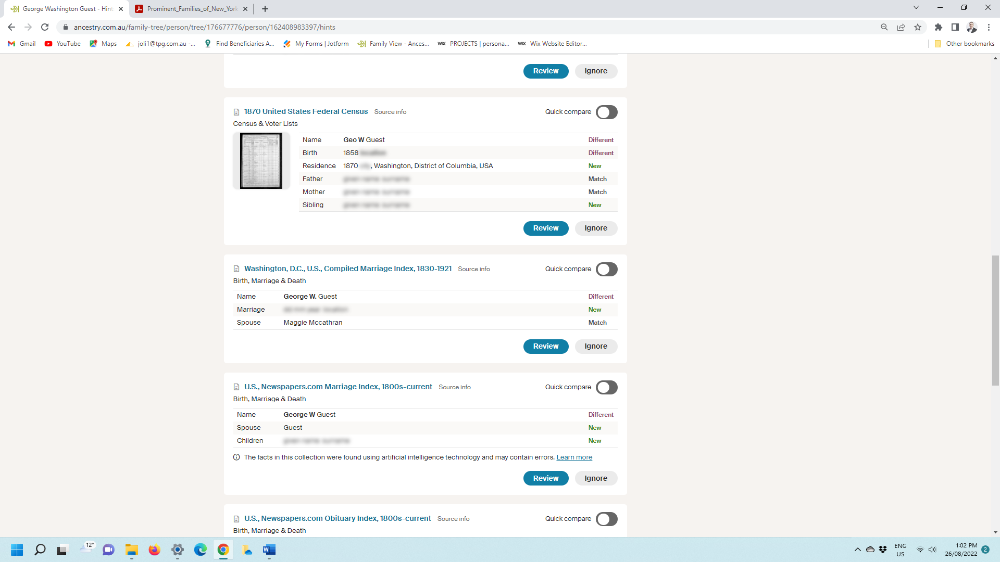 George Washington Guest - Hint
Prominent_Families_of_New_York
ancestry.com.au/family-tree/person/tree/176677776/person/162408983397/hints
Gmail YouTube Maps joli1@tpg.com.au -... Find Beneficiaries A... My Forms | Jotform Family View - Ances... WIX PROJECTS | persona... WIX Wix Website Editor... Other bookmarks
Review Ignore
1870 United States Federal Census Source info Quick compare
Census & Voter Lists
Name Geo W Guest Different
Birth 1858 Different
Residence 1870 , Washington, District of Columbia, USA New
Father Match
Mother Match
Sibling New
Review Ignore
Washington, D.C., U.S., Compiled Marriage Index, 1830-1921 Source info Quick compare
Birth, Marriage & Death
Name George W. Guest Different
Marriage New
Spouse Maggie Mccathran Match
Review Ignore
U.S., Newspapers.com Marriage Index, 1800s-current Source info Quick compare
Birth, Marriage & Death
Name George W Guest Different
Spouse Guest New
Children New
The facts in this collection were found using artificial intelligence technology and may contain errors. Learn more
Review Ignore
U.S., Newspapers.com Obituary Index, 1800s-current Source info Quick compare
Birth, Marriage & Death
12°
ENG
US
1:02 PM
26/08/2022
2